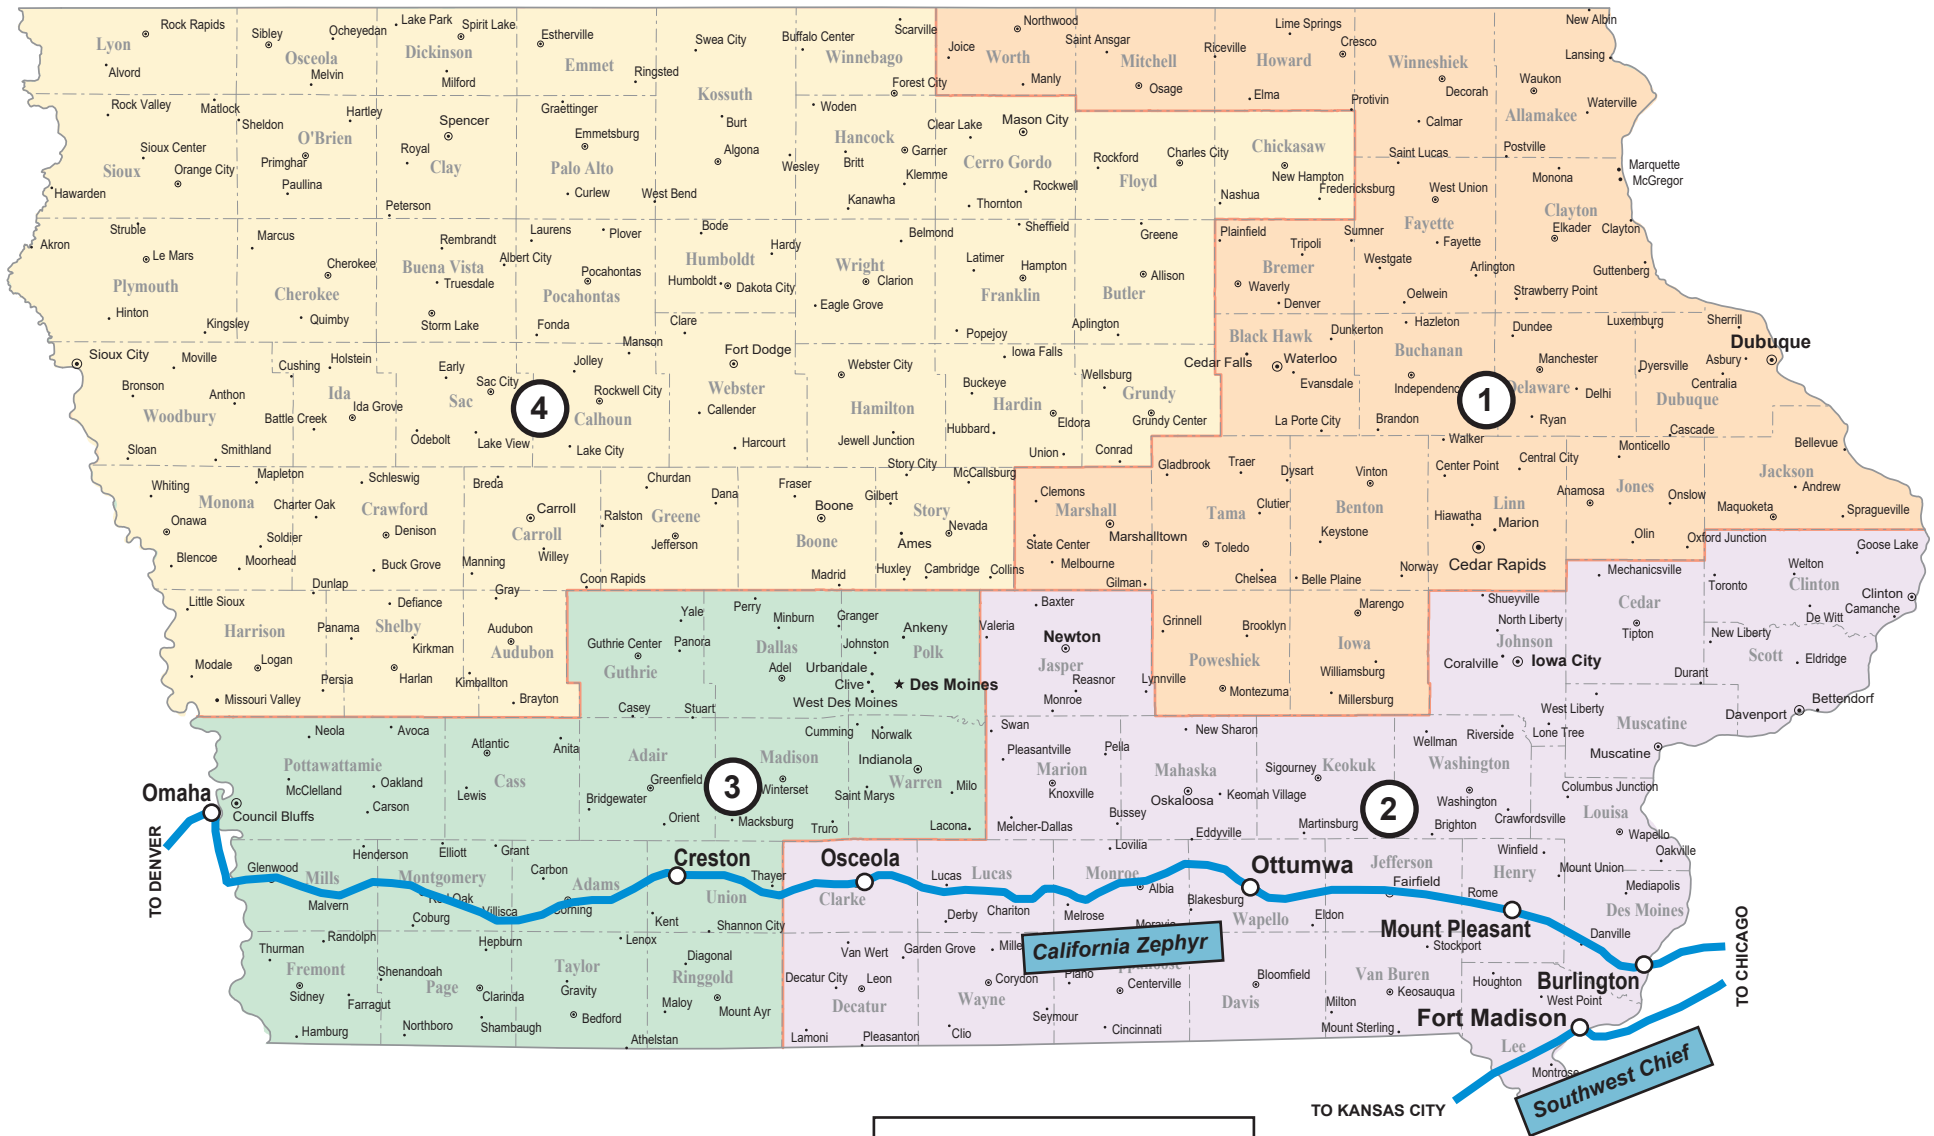 Rock Rapids
Sibley
Ocheyedan
Lake Park
Spirit Lake
Estherville
Swea City
Buffalo Center
Scarville
Northwood
Lime Springs
New Albin
Lyon
Osceola
Dickinson
Emmet
Winnebago
Joice
Worth
Saint Ansgar
Mitchell
Riceville
Howard
Cresco
Winneshiek
Lansing
Alvord
Melvin
Milford
Ringsted
Kossuth
Forest City
Manly
Osage
Elma
Protivin
Decorah
Waukon
Allamakee
Waterville
Rock Valley
Matlock
Sheldon
Hartley
O'Brien
Spencer
Graettinger
Emmetsburg
Burt
Woden
Hancock
Clear Lake
Mason City
Calmar
Sioux Center
Sioux
Orange City
Primghar
Paullina
Royal
Clay
Palo Alto
Algona
Wesley
Britt
Garner
Klemme
Cerro Gordo
Rockford
Floyd
Charles City
Chickasaw
New Hampton
Saint Lucas
Postville
Monona
Marquette
McGregor
Hawarden
Peterson
Curlew
West Bend
Kanawha
Thornton
Rockwell
Nashua
Fredericksburg
West Union
Fayette
Clayton
Elkader
Clayton
Struble
Akron
Le Mars
Marcus
Cherokee
Rembrandt
Buena Vista
Truesdale
Albert City
Laurens
Plover
Pocahontas
Pocahontas
Bode
Humboldt
Humboldt
Dakota City
Hardy
Wright
Clarion
Belmond
Latimer
Sheffield
Hampton
Franklin
Greene
Allison
Butler
Plainfield
Tripoli
Bremer
Waverly
Denver
Sumner
Westgate
Fayette
Arlington
Oelwein
Strawberry Point
Guttenberg
Plymouth
Hinton
Kingsley
Cherokee
Quimby
Storm Lake
Fonda
Manson
Clare
Eagle Grove
Popejoy
Aplington
Black Hawk
Dunkerton
Hazleton
Buchanan
Dundee
Luxemburg
Sherrill
Dubuque
Sioux City
Moville
Cushing
Holstein
Early
Sac City
Jolley
Rockwell City
Fort Dodge
Webster City
Iowa Falls
Wellsburg
Cedar Falls
Waterloo
Evansdale
Independenc
Manchester
Delaware
Delhi
Dyersville
Asbury
Centralia
Dubuque
Bronson
Woodbury
Anthon
Ida
Ida Grove
Battle Creek
Sac
4
Calhoun
Webster
Callender
Hamilton
Buckeye
Hardin
Eldora
Grundy
Grundy Center
La Porte City
Brandon
1
Ryan
Cascade
Sloan
Smithland
Odebolt
Lake View
Lake City
Harcourt
Jewell Junction
Hubbard
Union
Conrad
Walker
Monticello
Bellevue
Mapleton
Schleswig
Breda
Churdan
Story City
McCallsburg
Gladbrook
Traer
Dysart
Vinton
Center Point
Central City
Jackson
Andrew
Whiting
Monona
Charter Oak
Crawford
Carroll
Dana
Fraser
Gilbert
Story
Clemons
Marshall
Tama
Clutier
Benton
Linn
Anamosa
Jones
Onslow
Maquoketa
Spragueville
Onawa
Soldier
Denison
Carroll
Willey
Ralston
Greene
Jefferson
Boone
Boone
Nevada
Ames
Marshalltown
State Center
Toledo
Keystone
Hiawatha
Marion
Olin
Oxford Junction
Goose Lake
Blencoe
Moorhead
Buck Grove
Manning
Coon Rapids
Madrid
Huxley
Cambridge
Collins
Melbourne
Gilman
Chelsea
Belle Plaine
Norway
Cedar Rapids
Mechanicsville
Toronto
Welton
Clinton
Clinton
Camanche
Little Sioux
Dunlap
Defiance
Gray
Yale
Perry
Minburn
Granger
Ankeny
Valeria
Baxter
Newton
Grinnell
Brooklyn
Marengo
Shueyville
North Liberty
Cedar
Tipton
New Liberty
De Witt
Harrison
Panama
Shelby
Kirkman
Audubon
Audubon
Guthrie Center
Guthrie
Panora
Dallas
Adel
Johnston
Polk
Urbandale
Clive
Des Moines
West Des Moines
Jasper
Reasnor
Monroe
Lynnville
Poweshiek
Montezuma
Iowa
Williamsburg
Millersburg
Johnson
Coralville
Iowa City
Durant
Scott
Eldridge
Bettendorf
Davenport
Modale
Logan
Missouri Valley
Persia
Harlan
Kimballton
Brayton
Casey
Stuart
Neola
Avoca
Atlantic
Anita
Adair
Greenfield
Madison
Winterset
Cumming
Norwalk
Indianola
Warren
Swan
Pleasantville
Pella
New Sharon
Sigourney
Keokuk
Wellman
Riverside
West Liberty
Lone Tree
Muscatine
Muscatine
Washington
Pottawattamie
McClelland
Oakland
Carson
Lewis
Cass
Bridgewater
Orient
3
Macksburg
Truro
Saint Marys
Milo
Lacona
Marion
Knoxville
Melcher-Dallas
Bussey
Mahaska
Oskaloosa
Keomah Village
Eddyville
Martinsburg
2
Washington
Brighton
Crawfordsville
Columbus Junction
Louisa
Wapello
Oakville
Omaha
Council Bluffs
TO DENVER
Glenwood
Henderson
Mills
Malvern
Elliott
Montgomery
Grant
Carbon
Adams
Creston
Union
Thayer
Osceola
Clarke
Lucas
Lucas
Lovilia
Monroe
Albia
Ottumwa
Jefferson
Fairfield
Winfield
Henry
Rome
Mount Union
Mediapolis
Des Moines
Coburg
Villisca
Kent
Shannon City
Derby
Chariton
Melrose
Blakesburg
Wapello
Eldon
Mount Pleasant
Stockport
Danville
Burlington
TO CHICAGO
Thurman
Randolph
Hepburn
Lenox
Diagonal
Van Wert
Garden Grove
California Zephyr
Fremont
Sidney
Shenandoah
Farragut
Page
Clarinda
Taylor
Gravity
Bedford
Ringgold
Maloy
Mount Ayr
Decatur City
Leon
Decatur
Corydon
Wayne
Centerville
Bloomfield
Davis
Van Buren
Keosauqua
Houghton
West Point
Hamburg
Northboro
Shambaugh
Athelstan
Lamoni
Pleasanton
Clio
Seymour
Cincinnati
Milton
Mount Sterling
Fort Madison
Lee
Montrose
Southwest Chief
TO KANSAS CITY